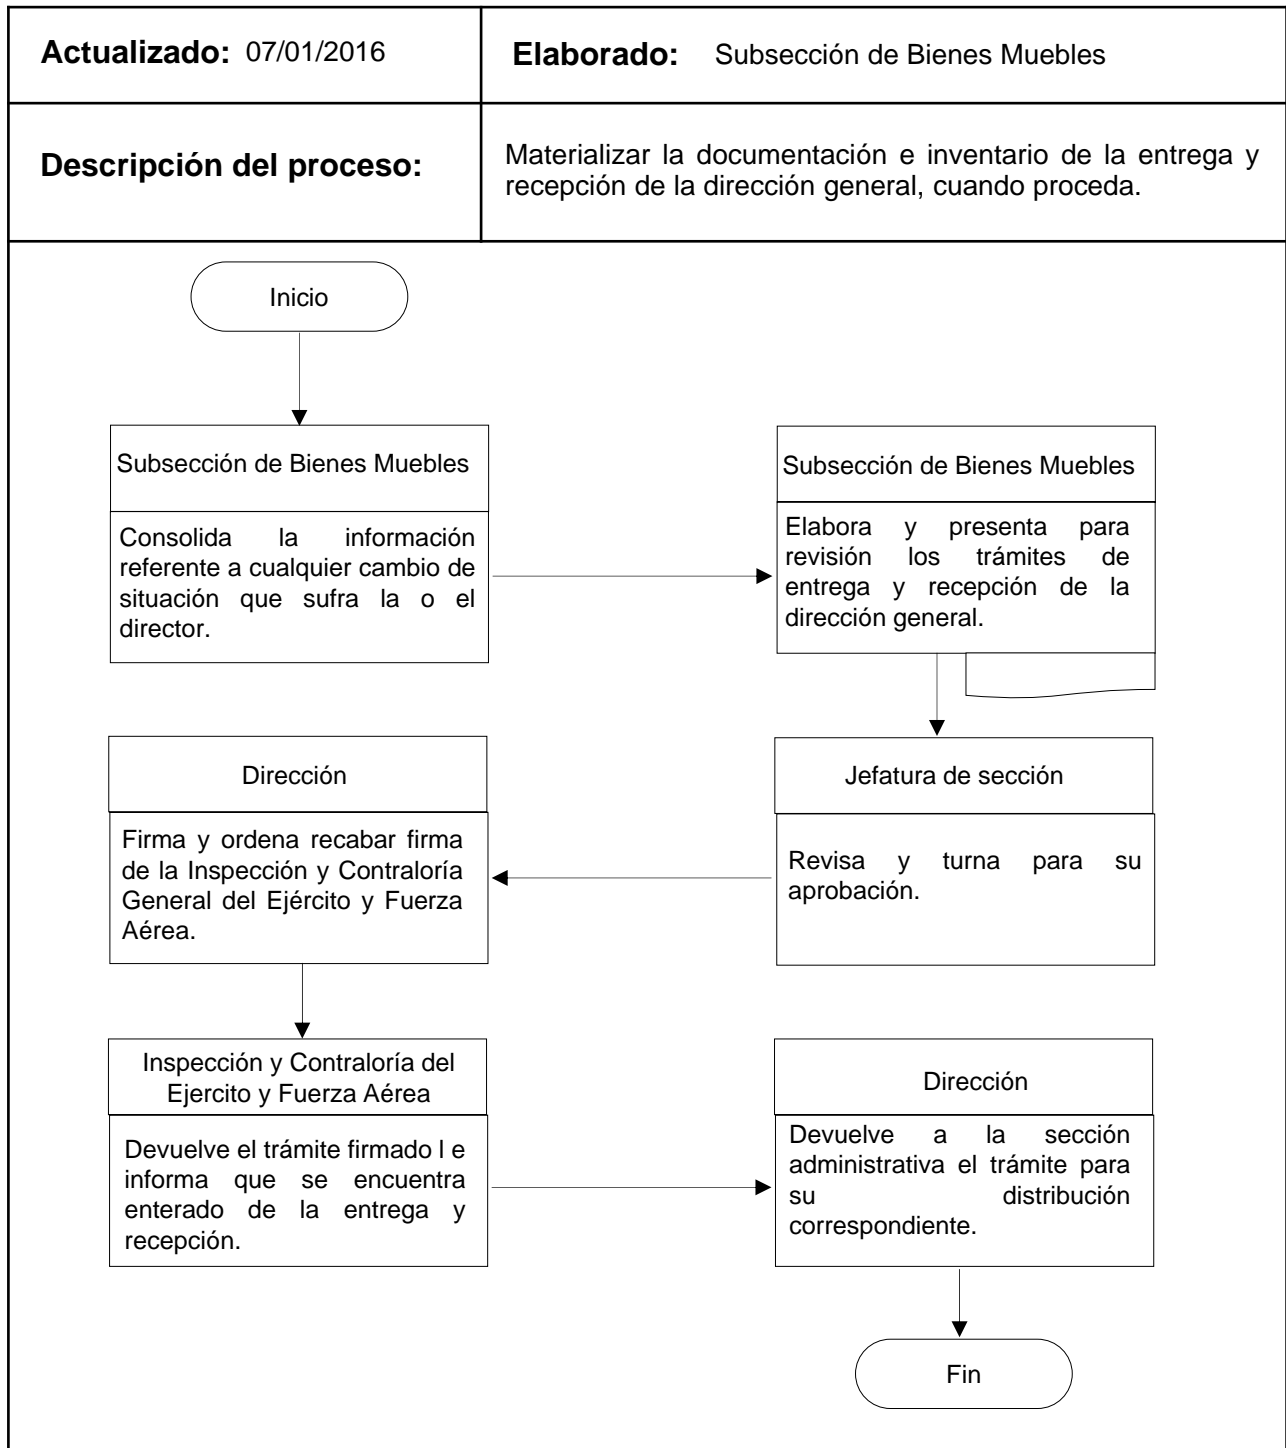 Actualizado: 07/01/2016
Elaborado: Subsección de Bienes Muebles
Descripción del proceso:
Materializar la documentación e inventario de la entrega y
recepción de la dirección general, cuando proceda.
Inicio
Subsección de Bienes Muebles
Consolida la información
referente a cualquier cambio de
situación que sufra la o el
director.
Subsección de Bienes Muebles
Elabora y presenta para
revisión los trámites de
entrega y recepción de la
dirección general.
Jefatura de sección
Revisa y turna para su
aprobación.
Dirección
Firma y ordena recabar firma
de la Inspección y Contraloría
General del Ejército y Fuerza
Aérea.
Inspección y Contraloría del
Ejercito y Fuerza Aérea
Devuelve el trámite firmado l e
informa que se encuentra
enterado de la entrega y
recepción.
Dirección
Devuelve a la sección
administrativa el trámite para
su distribución
correspondiente.
Fin